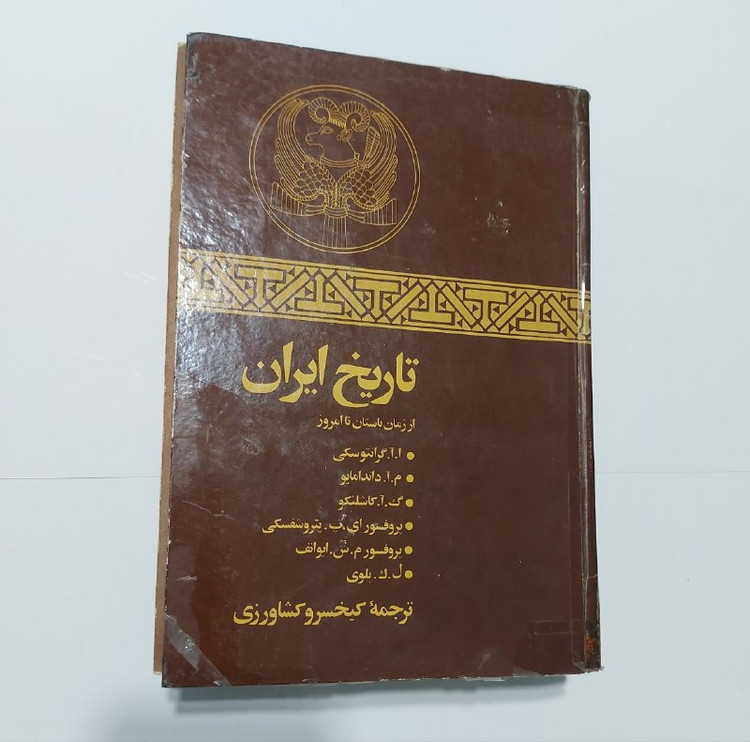 تاریخ ایران
از زمان باستان تا امروز
ا.آ.گرانتوسکی
م.آ.داندامایو
گ.آ.کاشلنکو
پروفسور ای.پ.پتروشفسکی
پروفسور م.س.ایوانف
ل.ک.بلوی
ترجمهٔ کیخسرو کشاورزی